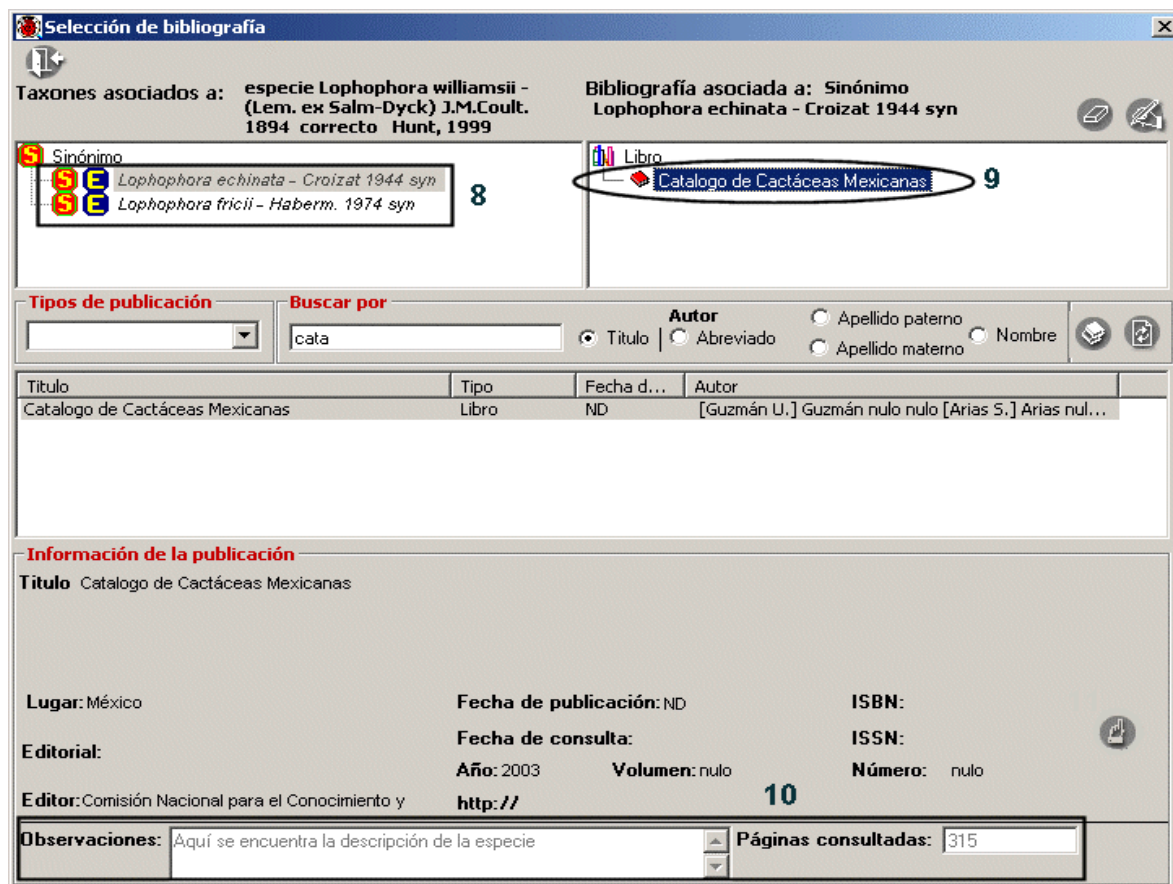 Selección de bibliografía
Taxones asociados a: especie Lophophora williamsii -
(Lem. ex Salm-Dyck) J.M.Coult.
1894 correcto Hunt, 1999
Bibliografía asociada a: Sinónimo
Lophophora echinata - Croizat 1944 syn
S Sinónimo
S E Lophophora echinata - Croizat 1944 syn
S E Lophophora fricii - Haberm. 1974 syn
8
Libro
Catalogo de Cactáceas Mexicanas
9
Tipos de publicación
Buscar por
cata
Titulo
Autor
Abreviado
Apellido paterno
Apellido materno
Nombre
Titulo Tipo Fecha d... Autor
Catalogo de Cactáceas Mexicanas Libro ND [Guzmán U.] Guzmán nulo nulo [Arias S.] Arias nul...
Información de la publicación
Titulo Catalogo de Cactáceas Mexicanas
Lugar: México Fecha de publicación: ND ISBN:
Fecha de consulta: ISSN:
Editorial:
Año: 2003 Volumen: nulo Número: nulo
Editor: Comisión Nacional para el Conocimiento y http://
10
Observaciones: Aquí se encuentra la descripción de la especie Páginas consultadas: 315